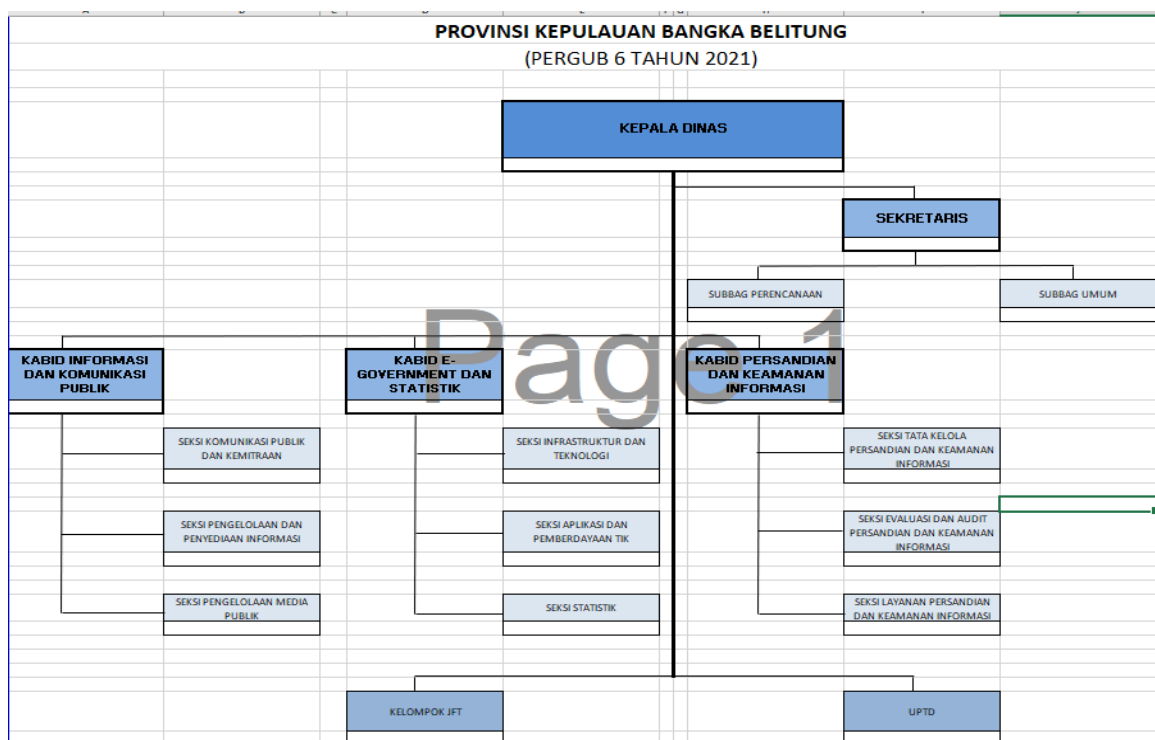 PROVINSI KEPULAUAN BANGKA BELITUNG
(PERGUB 6 TAHUN 2021)
KEPALA DINAS
SEKRETARIS
SUBBAG PERENCANAAN
SUBBAG UMUM
Page 1
KABID INFORMASI
DAN KOMUNIKASI
PUBLIK
KABID E-
GOVERNMENT DAN
STATISTIK
KABID PERSANDIAN
DAN KEAMANAN
INFORMASI
SEKSI KOMUNIKASI PUBLIK
DAN KEMITRAAN
SEKSI INFRASTRUKTUR DAN
TEKNOLOGI
SEKSI TATA KELOLA
PERSANDIAN DAN KEAMANAN
INFORMASI
SEKSI PENGELOLAAN DAN
PENYEDIAAN INFORMASI
SEKSI APLIKASI DAN
PEMBERDAYAAN TIK
SEKSI EVALUASI DAN AUDIT
PERSANDIAN DAN KEAMANAN
INFORMASI
SEKSI PENGELOLAAN MEDIA
PUBLIK
SEKSI STATISTIK
SEKSI LAYANAN PERSANDIAN
DAN KEAMANAN INFORMASI
KELOMPOK JFT
UPTD